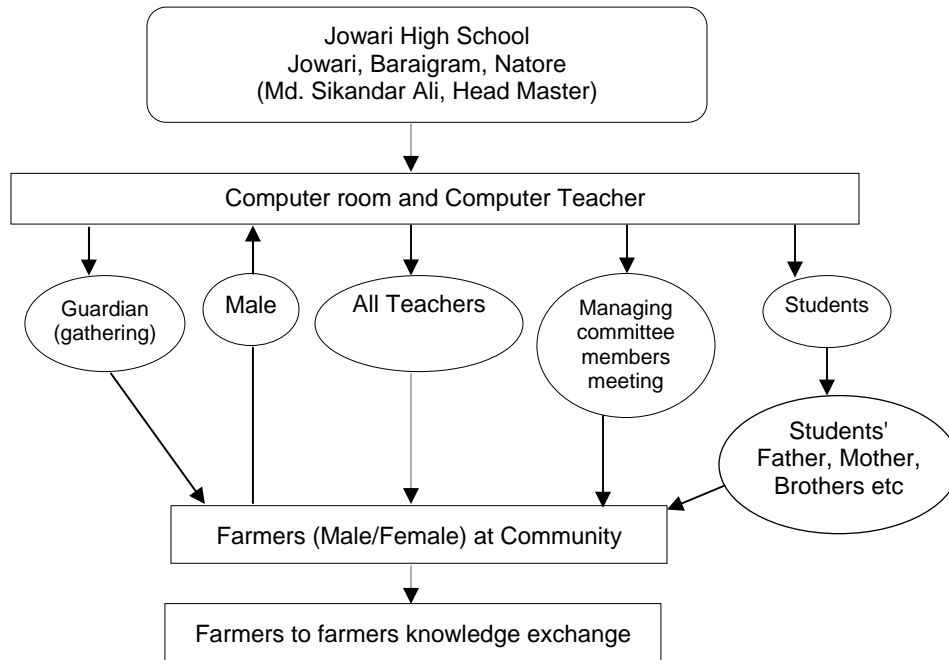 Jowari High School
Jowari, Baraigram, Natore
(Md. Sikandar Ali, Head Master)
Computer room and Computer Teacher
Guardian
(gathering)
Male
All Teachers
Managing
committee
members
meeting
Students
Students'
Father, Mother,
Brothers etc
Farmers (Male/Female) at Community
Farmers to farmers knowledge exchange